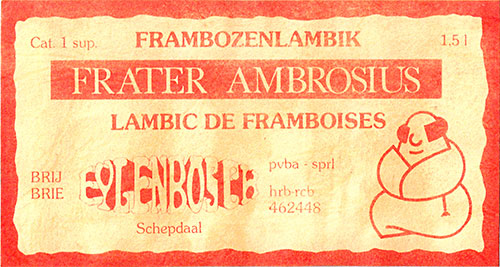 Cat. 1 sup. FRAMBOZENLAMBIK 1,5 l
FRATER AMBROSIUS
LAMBIC DE FRAMBOISES
BRIJ
BRIE
EYLENBOSCH
Schepdaal
pvba - sprl
hrb-rcb
462448